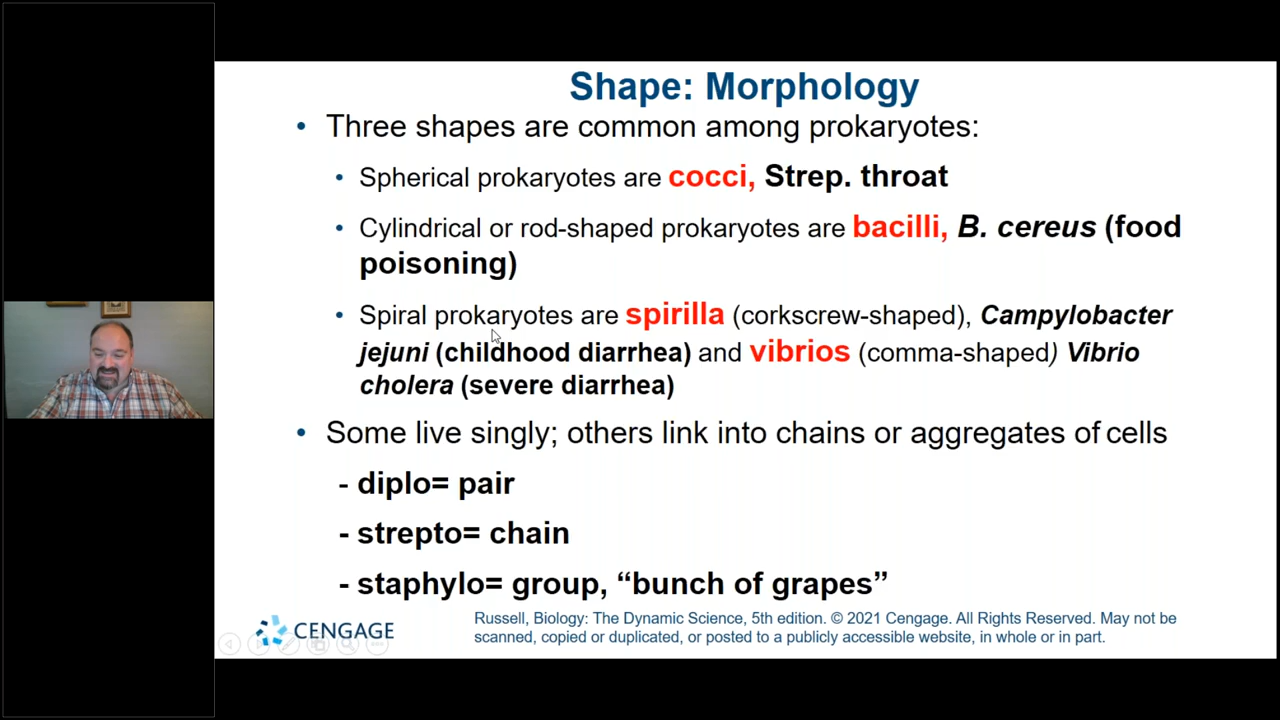 Shape: Morphology
• Three shapes are common among prokaryotes:
• Spherical prokaryotes are cocci, Strep. throat
• Cylindrical or rod-shaped prokaryotes are bacilli, B. cereus (food
poisoning)
• Spiral prokaryotes are spirilla (corkscrew-shaped), Campylobacter
jejuni (childhood diarrhea) and vibrios (comma-shaped) Vibrio
cholera (severe diarrhea)
• Some live singly; others link into chains or aggregates of cells
- diplo= pair
- strepto= chain
- staphylo= group, “bunch of grapes”
CENGAGE
Russell, Biology: The Dynamic Science, 5th edition. © 2021 Cengage. All Rights Reserved. May not be
scanned, copied or duplicated, or posted to a publicly accessible website, in whole or in part.